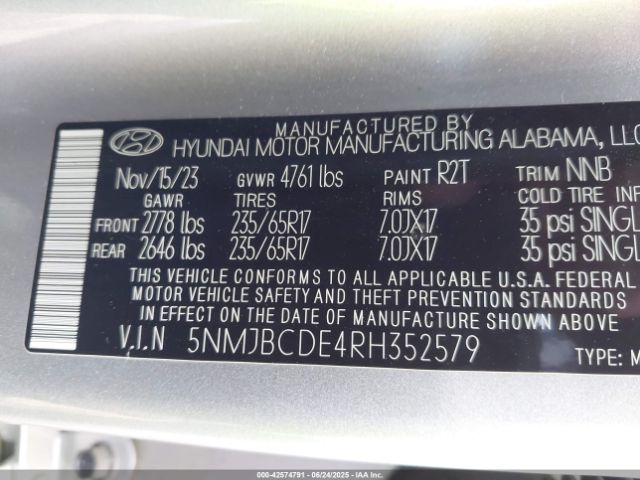 MANUFACTURED BY
HYUNDAI MOTOR MANUFACTURING ALABAMA, LLC
Nov/15/23 GVWR 4761 lbs PAINT R2T TRIM NNB
GAWR TIRES RIMS COLD TIRE INF
FRONT 2778 lbs 235/65R17 7.0JX17 35 psi SINGL
REAR 2646 lbs 235/65R17 7.0JX17 35 psi SINGL
THIS VEHICLE CONFORMS TO ALL APPLICABLE U.S.A. FEDERAL
MOTOR VEHICLE SAFETY AND THEFT PREVENTION STANDARDS
IN EFFECT ON THE DATE OF MANUFACTURE SHOWN ABOVE.
V.I.N 5NMJBCDE4RH352579
TYPE: M
000-42574791 - 06/24/2025 - IAAI.COM